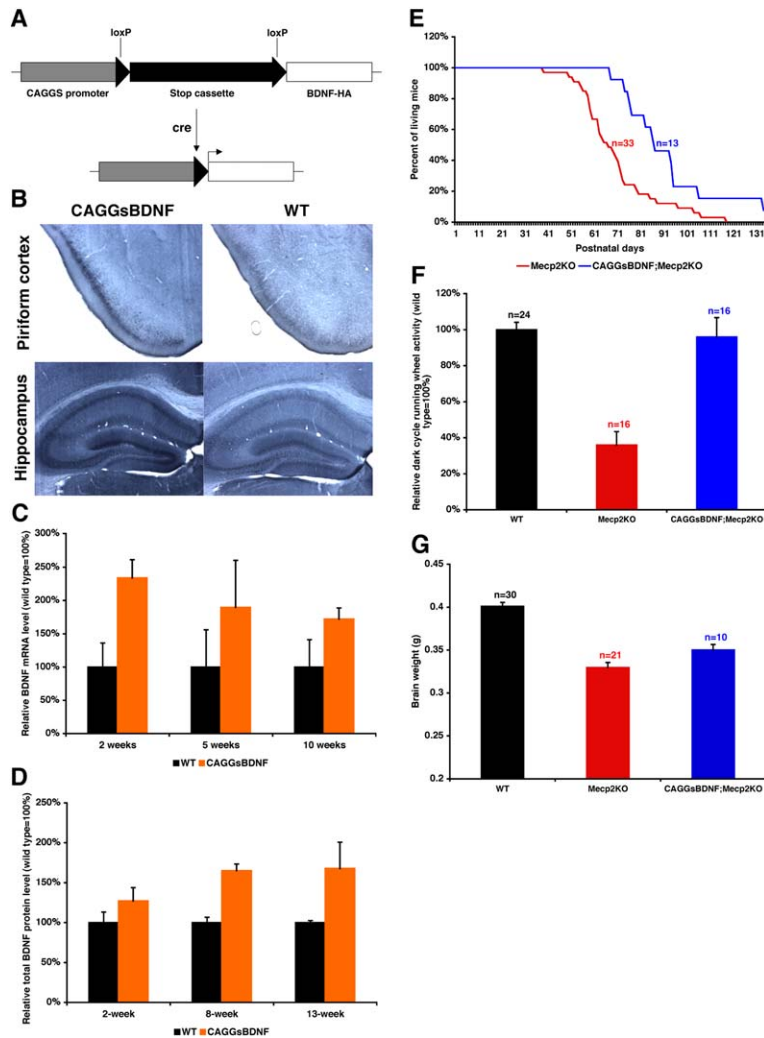 A
loxP loxP
CAGGS promoter Stop cassette BDNF-HA
cre
B
CAGGsBDNF WT
Piriform cortex
Hippocampus
C
Relative BDNF mRNA level (wild type=100%)
300%
250%
200%
150%
100%
50%
0%
2 weeks 5 weeks 10 weeks
WT CAGGsBDNF
D
Relative total BDNF protein level (wild type=100%)
250%
200%
150%
100%
50%
0%
2-week 8-week 13-week
WT CAGGsBDNF
E
Percent of living mice
120%
100%
80%
60%
40%
20%
0%
n=33 n=13
1 11 21 31 41 51 61 71 81 91 101 111 121 131
Postnatal days
Mecp2KO CAGGsBDNF;Mecp2KO
F
Relative dark cycle running wheel activity (wild
type=100%)
120%
100%
80%
60%
40%
20%
0%
n=24
n=16
n=16
WT Mecp2KO CAGGsBDNF;Mecp2KO
G
Brain weight (g)
0.45
0.4
0.35
0.3
0.25
0.2
n=30
n=21
n=10
WT Mecp2KO CAGGsBDNF;Mecp2KO